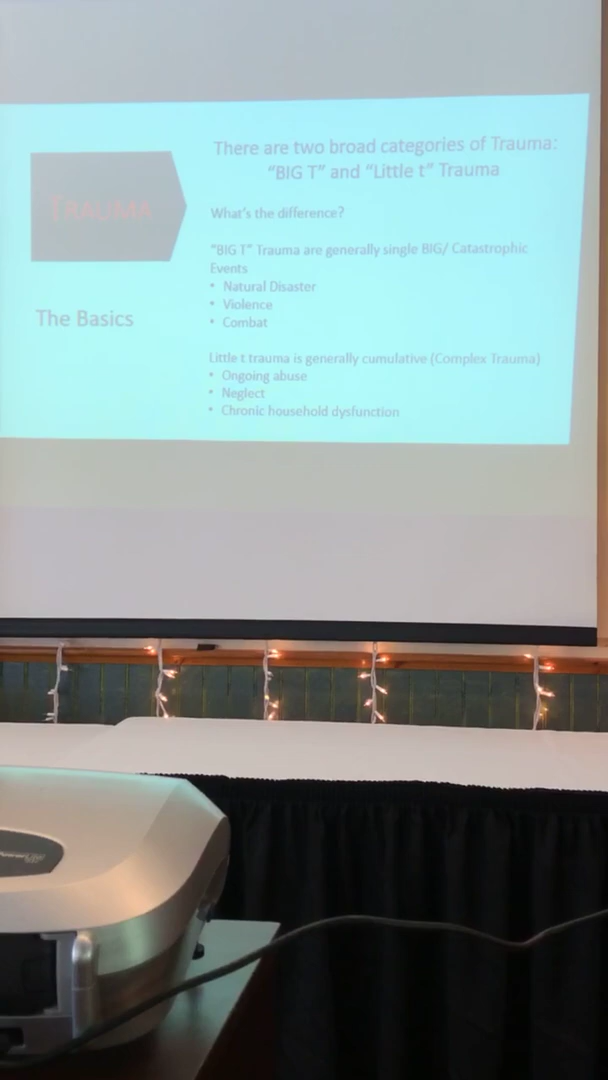 TRAUMA
The Basics
There are two broad categories of Trauma:
"BIG T" and "Little t" Trauma
What's the difference?
"BIG T" Trauma are generally single BIG/ Catastrophic
Events
• Natural Disaster
• Violence
• Combat
Little t trauma is generally cumulative (Complex Trauma)
• Ongoing abuse
• Neglect
• Chronic household dysfunction